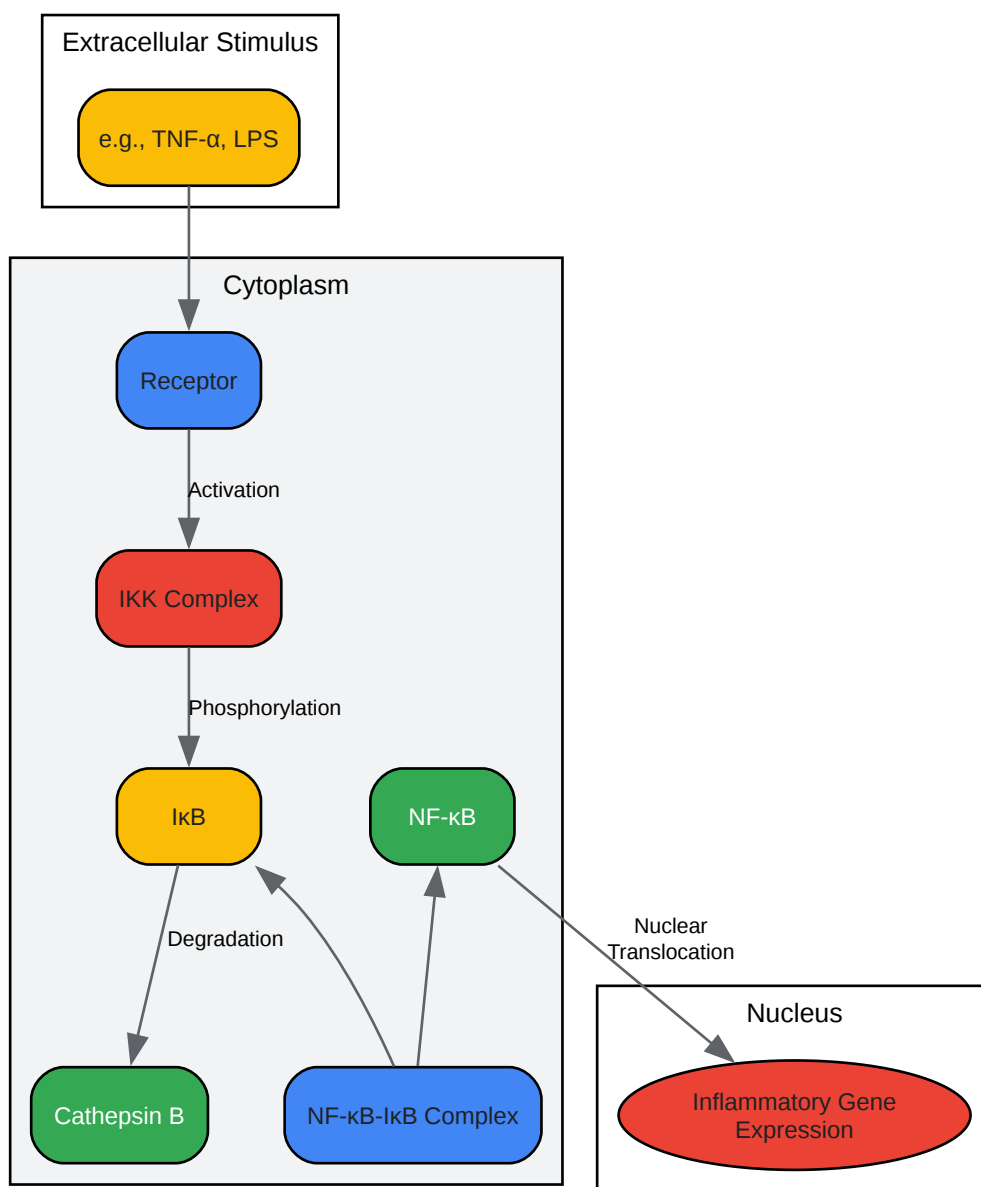 Extracellular Stimulus
e.g., TNF-α, LPS
Cytoplasm
Receptor
Activation
IKK Complex
Phosphorylation
IκB
NF-κB
Degradation
Nuclear
Translocation
Nucleus
Cathepsin B
NF-κB-IκB Complex
Inflammatory Gene
Expression